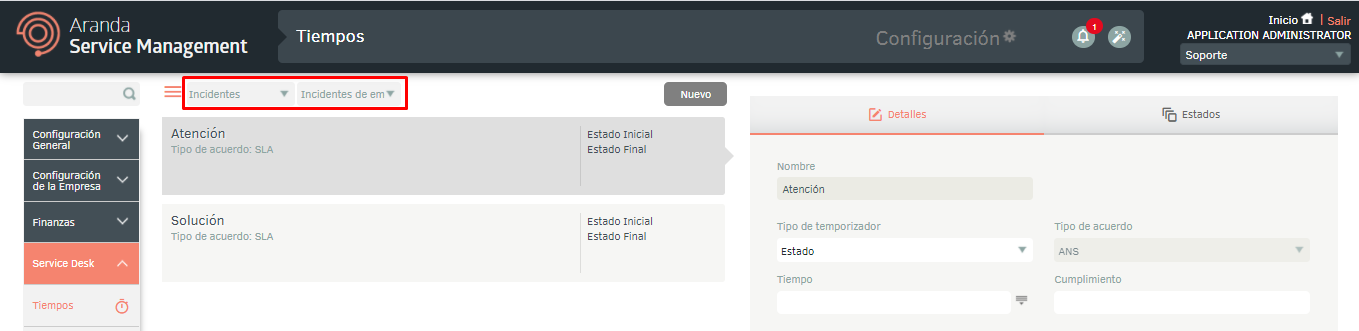 Aranda
Service Management
Tiempos
Configuración
1
Inicio | Salir
APPLICATION ADMINISTRATOR
Soporte
Incidentes
Incidentes de em
Nuevo
Configuración
General
Configuración
de la Empresa
Finanzas
Service Desk
Tiempos
Atención
Tipo de acuerdo: SLA
Estado Inicial
Estado Final
Solución
Tipo de acuerdo: SLA
Estado Inicial
Estado Final
Detalles
Estados
Nombre
Atención
Tipo de temporizador
Tipo de acuerdo
Estado
ANS
Tiempo
Cumplimiento